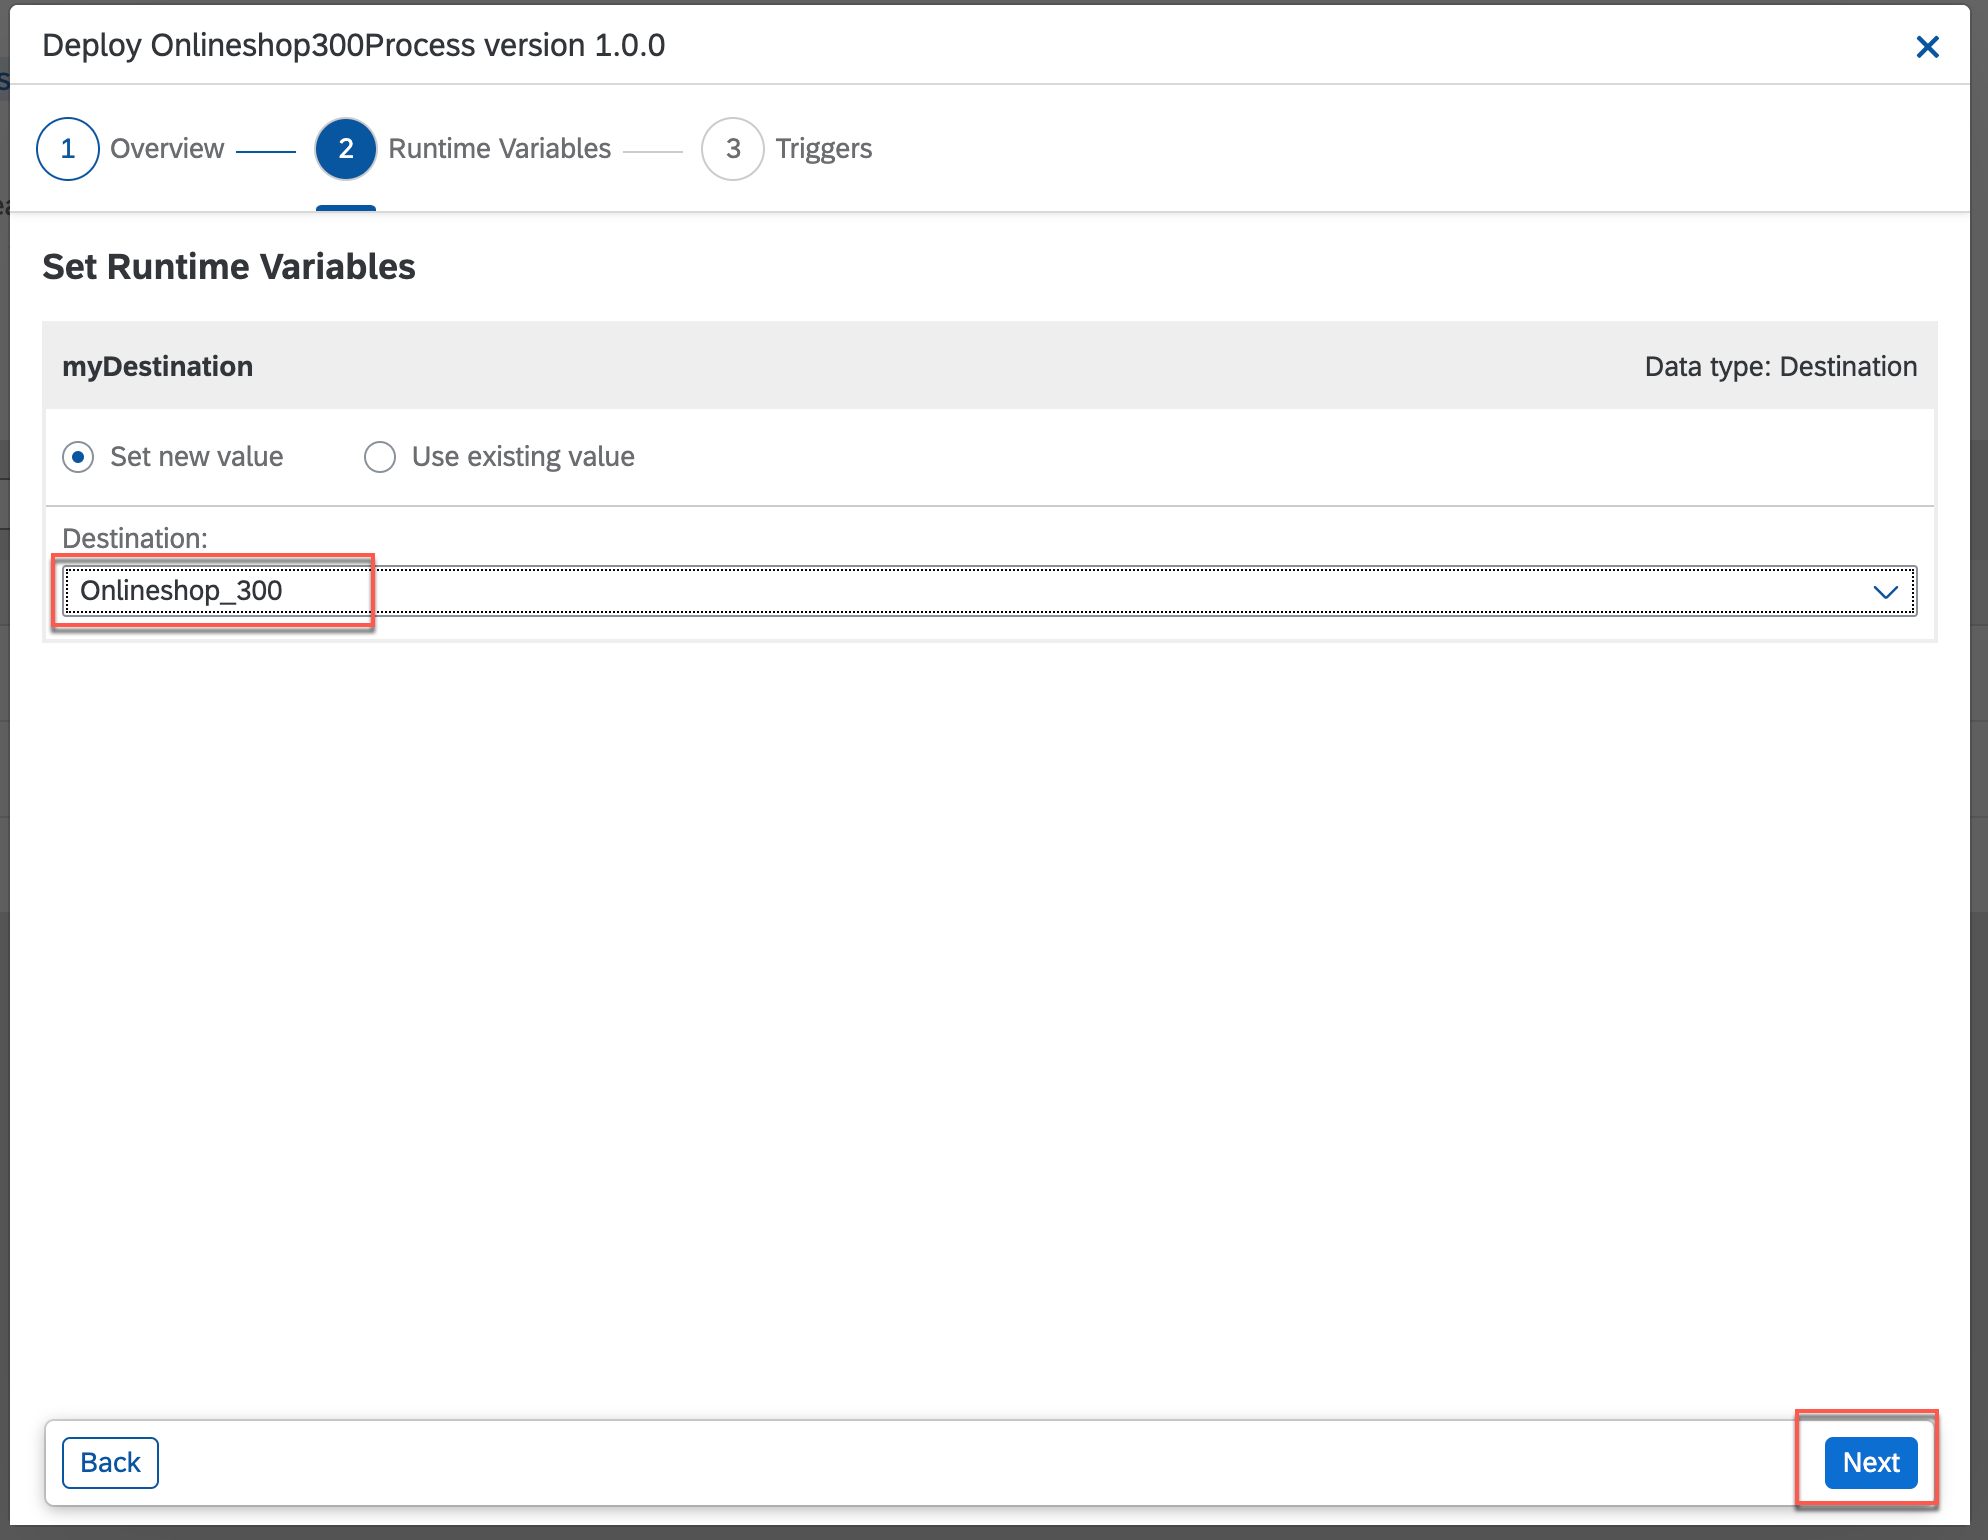 Deploy Onlineshop300Process version 1.0.0
1 Overview 2 Runtime Variables 3 Triggers
Set Runtime Variables
myDestination Data type: Destination
Set new value Use existing value
Destination:
Onlineshop_300
Back Next